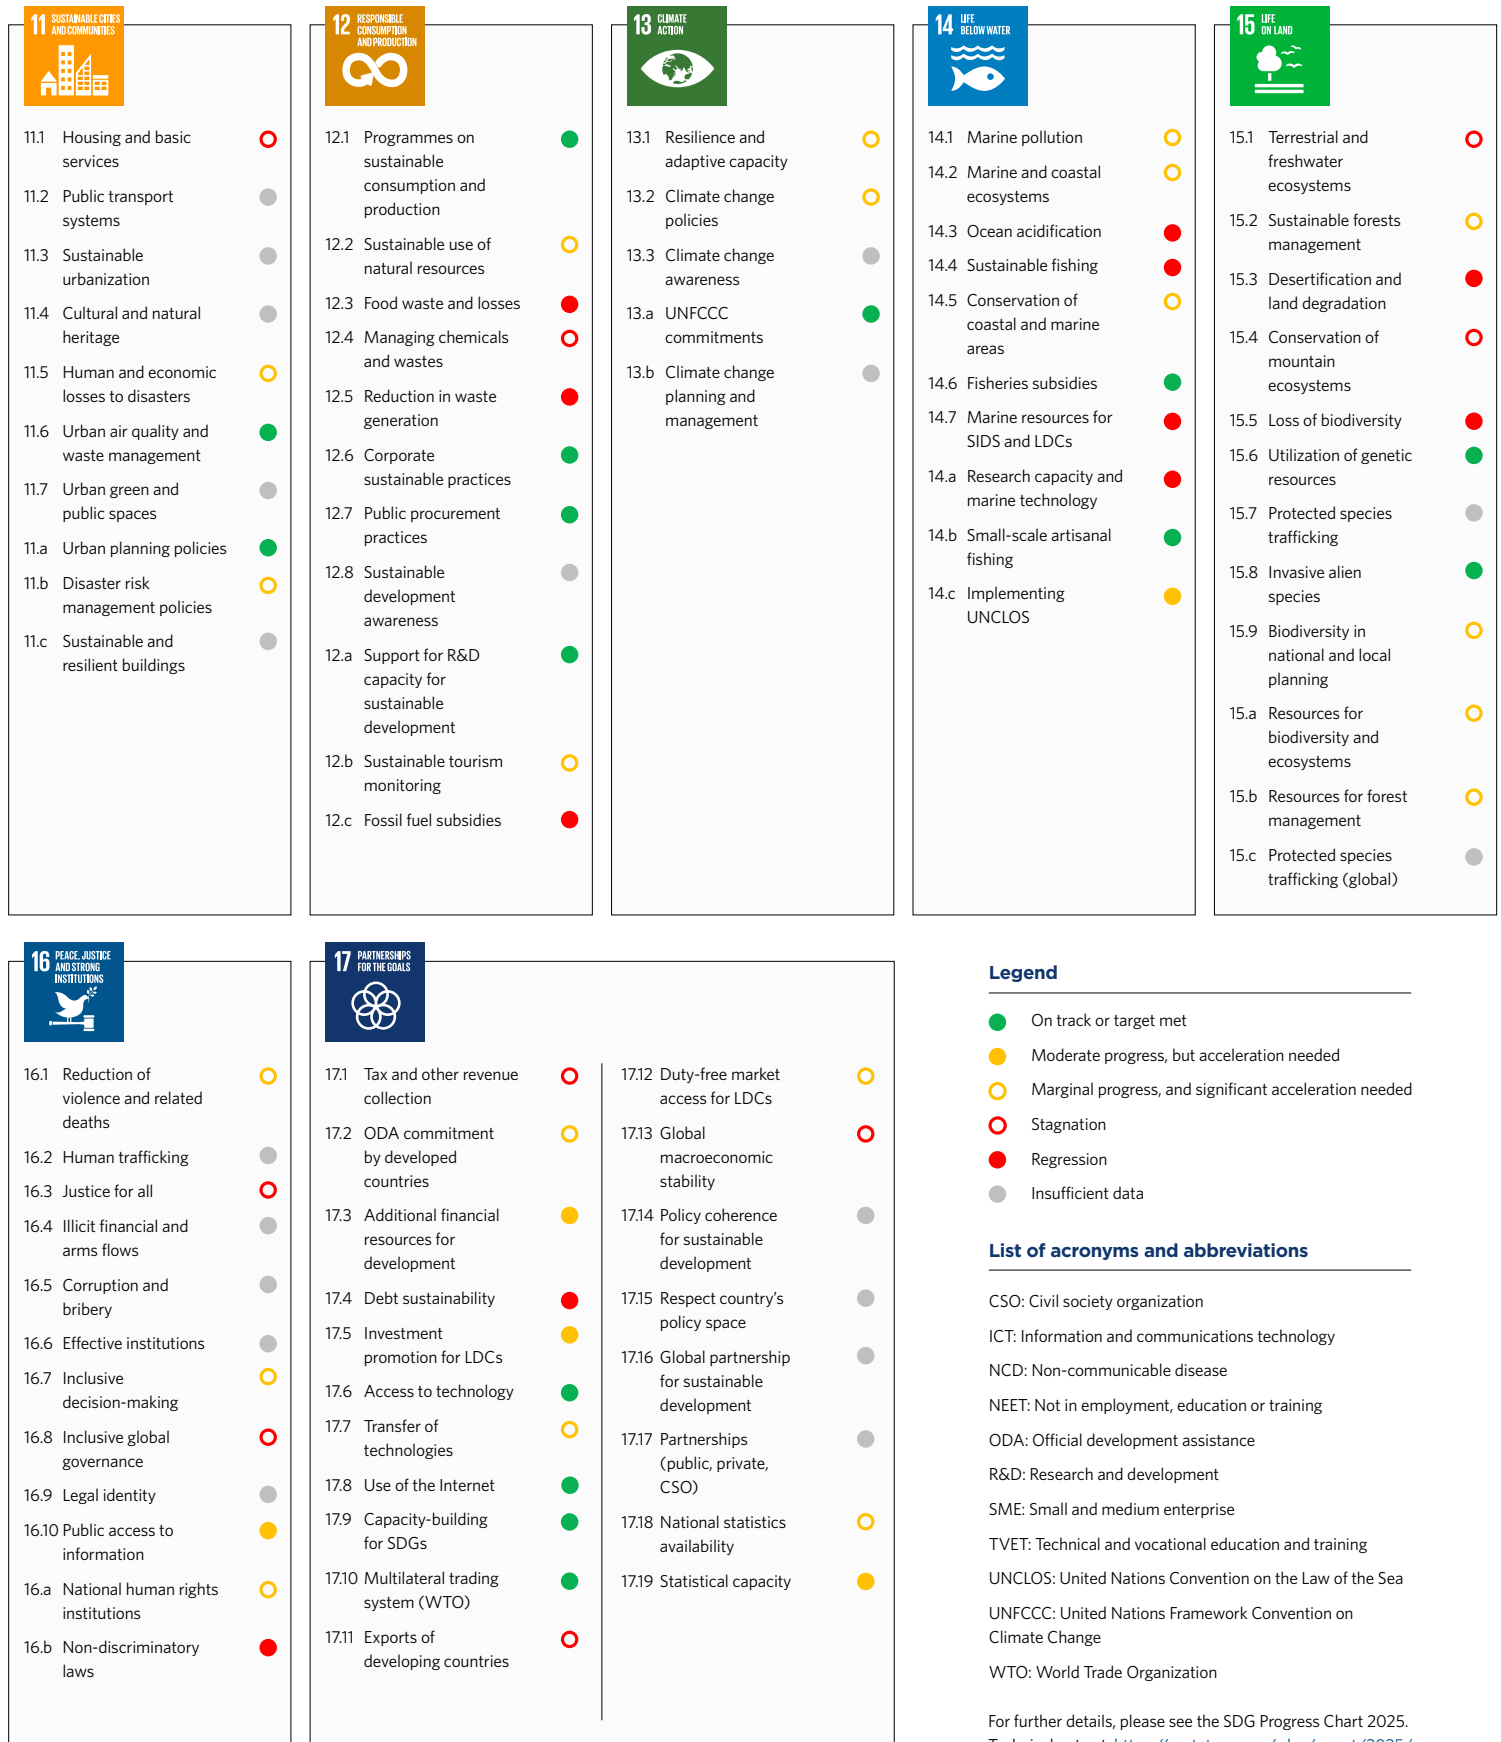 11 SUSTAINABLE CITIES
AND COMMUNITIES
11.1 Housing and basic
services
11.2 Public transport
systems
11.3 Sustainable
urbanization
11.4 Cultural and natural
heritage
11.5 Human and economic
losses to disasters
11.6 Urban air quality and
waste management
11.7 Urban green and
public spaces
11.a Urban planning policies
11.b Disaster risk
management policies
11.c Sustainable and
resilient buildings
12 RESPONSIBLE
CONSUMPTION
AND PRODUCTION
12.1 Programmes on
sustainable
consumption and
production
12.2 Sustainable use of
natural resources
12.3 Food waste and losses
12.4 Managing chemicals
and wastes
12.5 Reduction in waste
generation
12.6 Corporate
sustainable practices
12.7 Public procurement
practices
12.8 Sustainable
development
awareness
12.a Support for R&D
capacity for
sustainable
development
12.b Sustainable tourism
monitoring
12.c Fossil fuel subsidies
13 CLIMATE
ACTION
13.1 Resilience and
adaptive capacity
13.2 Climate change
policies
13.3 Climate change
awareness
13.a UNFCCC
commitments
13.b Climate change
planning and
management
14 LIFE
BELOW WATER
14.1 Marine pollution
14.2 Marine and coastal
ecosystems
14.3 Ocean acidification
14.4 Sustainable fishing
14.5 Conservation of
coastal and marine
areas
14.6 Fisheries subsidies
14.7 Marine resources for
SIDS and LDCs
14.a Research capacity and
marine technology
14.b Small-scale artisanal
fishing
14.c Implementing
UNCLOS
15 LIFE
ON LAND
15.1 Terrestrial and
freshwater
ecosystems
15.2 Sustainable forests
management
15.3 Desertification and
land degradation
15.4 Conservation of
mountain
ecosystems
15.5 Loss of biodiversity
15.6 Utilization of genetic
resources
15.7 Protected species
trafficking
15.8 Invasive alien
species
15.9 Biodiversity in
national and local
planning
15.a Resources for
biodiversity and
ecosystems
15.b Resources for forest
management
15.c Protected species
trafficking (global)
16 PEACE, JUSTICE
AND STRONG
INSTITUTIONS
16.1 Reduction of
violence and related
deaths
16.2 Human trafficking
16.3 Justice for all
16.4 Illicit financial and
arms flows
16.5 Corruption and
bribery
16.6 Effective institutions
16.7 Inclusive
decision-making
16.8 Inclusive global
governance
16.9 Legal identity
16.10 Public access to
information
16.a National human rights
institutions
16.b Non-discriminatory
laws
17 PARTNERSHIPS
FOR THE GOALS
17.1 Tax and other revenue
collection
17.2 ODA commitment
by developed
countries
17.3 Additional financial
resources for
development
17.4 Debt sustainability
17.5 Investment
promotion for LDCs
17.6 Access to technology
17.7 Transfer of
technologies
17.8 Use of the Internet
17.9 Capacity-building
for SDGs
17.10 Multilateral trading
system (WTO)
17.11 Exports of
developing countries
17.12 Duty-free market
access for LDCs
17.13 Global
macroeconomic
stability
17.14 Policy coherence
for sustainable
development
17.15 Respect country's
policy space
17.16 Global partnership
for sustainable
development
17.17 Partnerships
(public, private,
CSO)
17.18 National statistics
availability
17.19 Statistical capacity
Legend
On track or target met
Moderate progress, but acceleration needed
Marginal progress, and significant acceleration needed
Stagnation
Regression
Insufficient data
List of acronyms and abbreviations
CSO: Civil society organization
ICT: Information and communications technology
NCD: Non-communicable disease
NEET: Not in employment, education or training
ODA: Official development assistance
R&D: Research and development
SME: Small and medium enterprise
TVET: Technical and vocational education and training
UNCLOS: United Nations Convention on the Law of the Sea
UNFCCC: United Nations Framework Convention on
Climate Change
WTO: World Trade Organization
For further details, please see the SDG Progress Chart 2025.